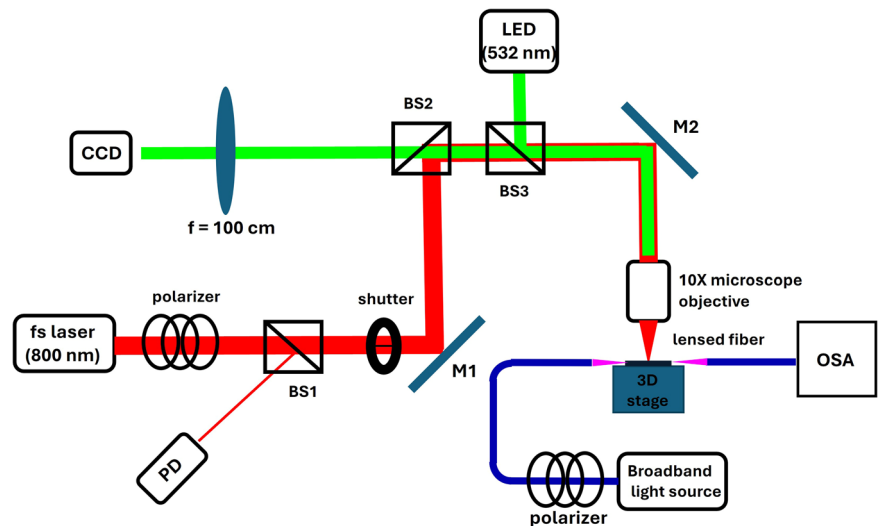 LED
(532 nm)
BS2
M2
CCD
BS3
f = 100 cm
10X microscope
objective
polarizer
shutter
fs laser
(800 nm)
lensed fiber
OSA
BS1
M1
3D
stage
PD
Broadband
light source
polarizer